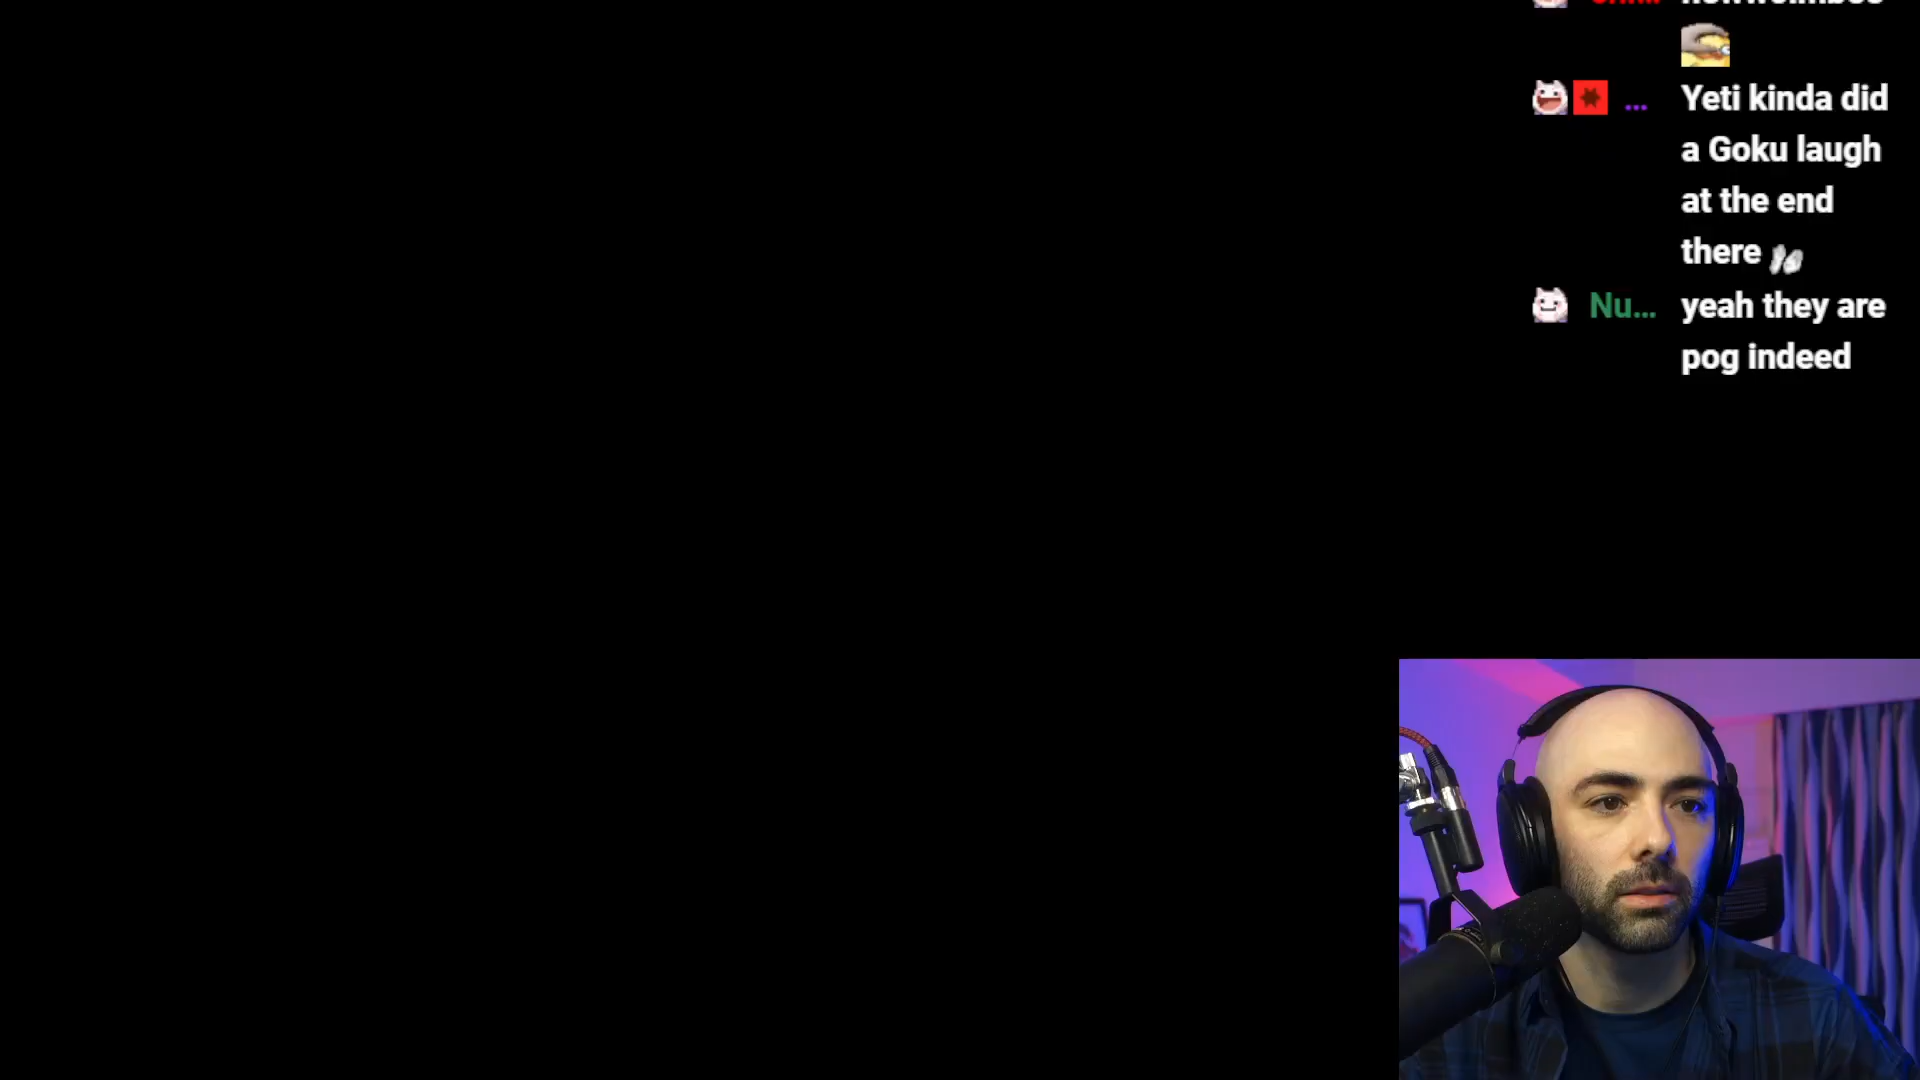 Yeti kinda did
a Goku laugh
at the end
there
Nu... yeah they are
pog indeed